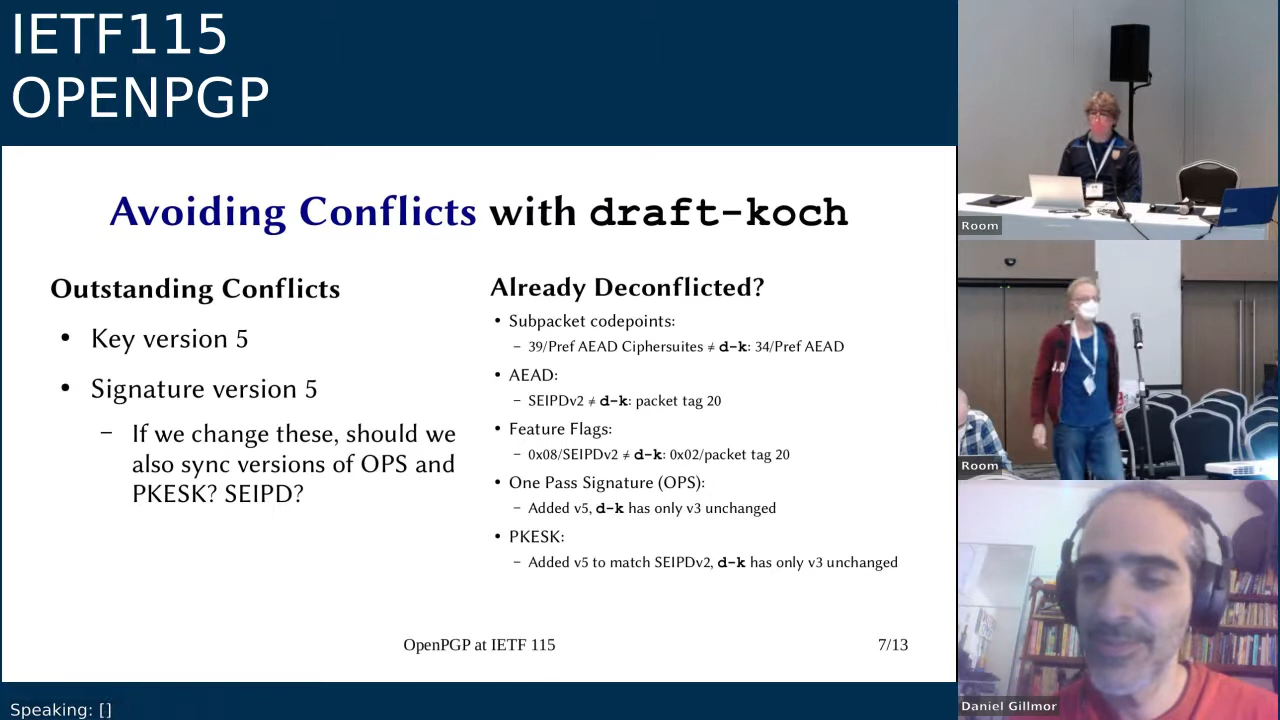 IETF115
OPENPGP
Avoiding Conflicts with draft-koch
Outstanding Conflicts
• Key version 5
• Signature version 5
– If we change these, should we
also sync versions of OPS and
PKESK? SEIPD?
Already Deconflicted?
• Subpacket codepoints:
– 39/Pref AEAD Ciphersuites ≠ d-k: 34/Pref AEAD
• AEAD:
– SEIPDv2 ≠ d-k: packet tag 20
• Feature Flags:
– 0x08/SEIPDv2 ≠ d-k: 0x02/packet tag 20
• One Pass Signature (OPS):
– Added v5, d-k has only v3 unchanged
• PKESK:
– Added v5 to match SEIPDv2, d-k has only v3 unchanged
OpenPGP at IETF 115
7/13
Speaking: []
Room
Room
Daniel Gillmor